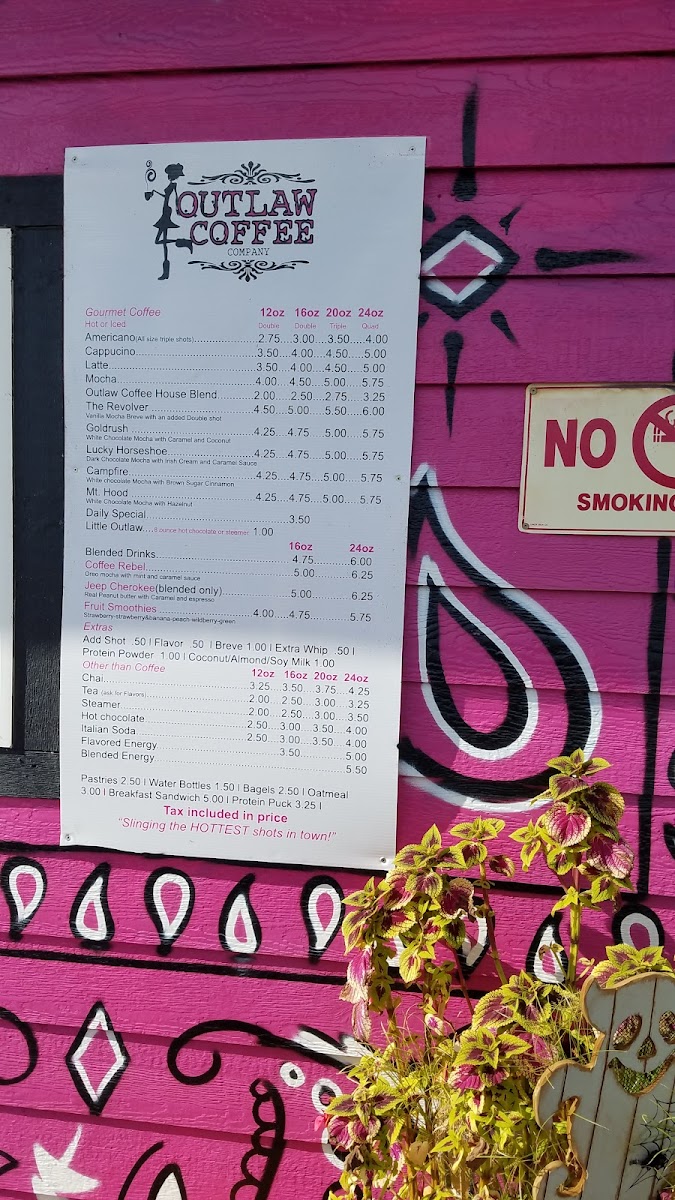 OUTLAW
COFFEE
COMPANY
Gourmet Coffee 12oz 16oz 20oz 24oz
Hot or Iced Double Double Triple Quad
Americano(All size triple shots) 2.75 3.00 3.50 4.00
Cappucino 3.50 4.00 4.50 5.00
Latte 3.50 4.00 4.50 5.00
Mocha 4.00 4.50 5.00 5.75
Outlaw Coffee House Blend 2.00 2.50 2.75 3.25
The Revolver 4.50 5.00 5.50 6.00
Vanilla Mocha Breve with an added Double shot
Goldrush 4.25 4.75 5.00 5.75
White Chocolate Mocha with Caramel and Coconut
Lucky Horseshoe 4.25 4.75 5.00 5.75
Dark Chocolate Mocha with Irish Cream and Caramel Sauce
Campfire 4.25 4.75 5.00 5.75
White chocolate Mocha with Brown Sugar Cinnamon
Mt. Hood 4.25 4.75 5.00 5.75
White Chocolate Mocha with Hazelnut
Daily Special 3.50
Little Outlaw 8 ounce hot chocolate or steamer 1.00
16oz 24oz
Blended Drinks 4.75 6.00
Coffee Rebel 5.00 6.25
Oreo mocha with mint and caramel sauce
Jeep Cherokee(blended only) 5.00 6.25
Real Peanut butter with Caramel and espresso
Fruit Smoothies 4.00 4.75 5.75
Strawberry-strawberry&banana-peach-wildberry-green
Extras
Add Shot .50 | Flavor .50 | Breve 1.00 | Extra Whip .50 |
Protein Powder 1.00 | Coconut/Almond/Soy Milk 1.00
Other than Coffee 12oz 16oz 20oz 24oz
Chai 3.25 3.50 3.75 4.25
Tea (ask for Flavors) 2.00 2.50 3.00 3.25
Steamer 2.00 2.50 3.00 3.50
Hot chocolate 2.50 3.00 3.50 4.00
Italian Soda 2.50 3.00 3.50 4.00
Flavored Energy 3.50 5.00
Blended Energy 5.50
Pastries 2.50 | Water Bottles 1.50 | Bagels 2.50 | Oatmeal
3.00 | Breakfast Sandwich 5.00 | Protein Puck 3.25 |
Tax included in price
"Slinging the HOTTEST shots in town!"
NO
SMOKING